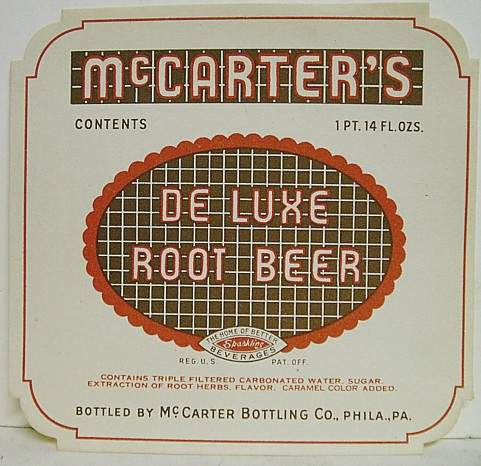 McCARTER'S
CONTENTS 1 PT. 14 FL.OZS.
DE LUXE
ROOT BEER
THE HOME OF BETTER
Sparkling
BEVERAGES
REG. U. S. PAT. OFF.
CONTAINS TRIPLE FILTERED CARBONATED WATER, SUGAR,
EXTRACTION OF ROOT HERBS, FLAVOR, CARAMEL COLOR ADDED.
BOTTLED BY McCARTER BOTTLING CO., PHILA., PA.